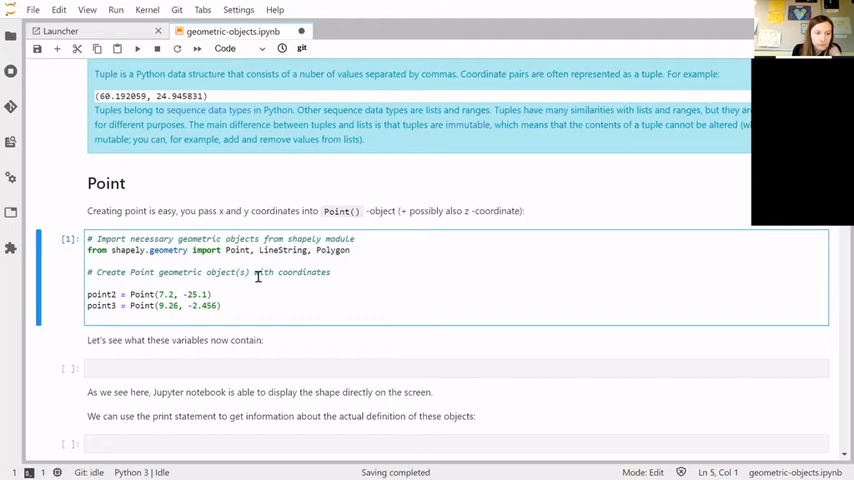 File Edit View Run Kernel Git Tabs Settings Help
Launcher
geometric-objects.ipynb
Code
git
Tuple is a Python data structure that consists of a nuber of values separated by commas. Coordinate pairs are often represented as a tuple. For example:
(60.192059, 24.945831)
Tuples belong to sequence data types in Python. Other sequence data types are lists and ranges. Tuples have many similarities with lists and ranges, but they are
for different purposes. The main difference between tuples and lists is that tuples are immutable, which means that the contents of a tuple cannot be altered (w
mutable; you can, for example, add and remove values from lists).
Point
Creating point is easy, you pass x and y coordinates into Point() -object (+ possibly also z -coordinate):
[1]:
# Import necessary geometric objects from shapely module
from shapely.geometry import Point, LineString, Polygon
# Create Point geometric object(s) with coordinates
point2 = Point(7.2, -25.1)
point3 = Point(9.26, -2.456)
Let's see what these variables now contain:
[ ]:
As we see here, Jupyter notebook is able to display the shape directly on the screen.
We can use the print statement to get information about the actual definition of these objects:
[ ]:
1 1 Git: idle Python 3 | Idle Saving completed Mode: Edit Ln 5, Col 1 geometric-objects.ipynb